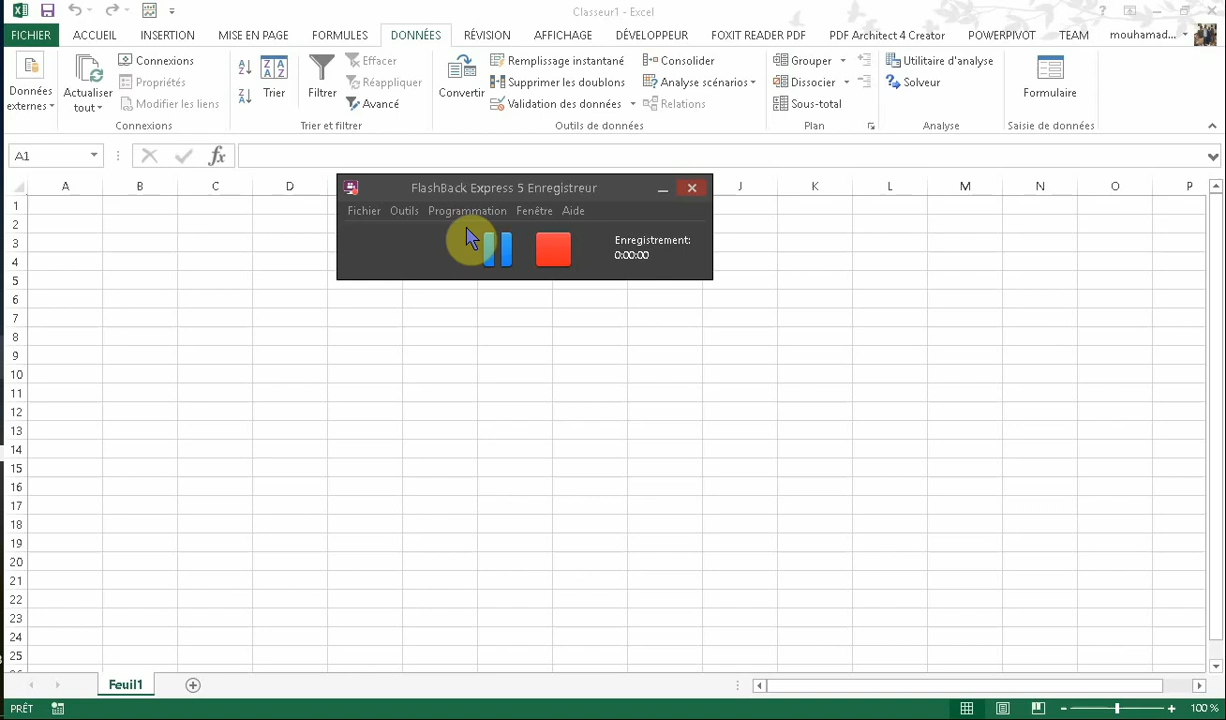 Classeur1 - Excel
FICHIER ACCUEIL INSERTION MISE EN PAGE FORMULES DONNÉES RÉVISION AFFICHAGE DÉVELOPPEUR FOXIT READER PDF PDF Architect 4 Creator POWERPIVOT TEAM mouhamad...
Données externes
Actualiser tout
Connexions
Propriétés
Modifier les liens
Connexions
Trier
Filtrer
Effacer
Réappliquer
Avancé
Trier et filtrer
Convertir
Remplissage instantané
Supprimer les doublons
Validation des données
Consolider
Analyse scénarios
Relations
Outils de données
Grouper
Dissocier
Sous-total
Plan
Utilitaire d'analyse
Solveur
Analyse
Formulaire
Saisie de données
A1 fx
A B C D J K L M N O P
FlashBack Express 5 Enregistreur
Fichier Outils Programmation Fenêtre Aide
Enregistrement:
0:00:00
1
2
3
4
5
6
7
8
9
10
11
12
13
14
15
16
17
18
19
20
21
22
23
24
25
Feuil1
PRÊT 100 %